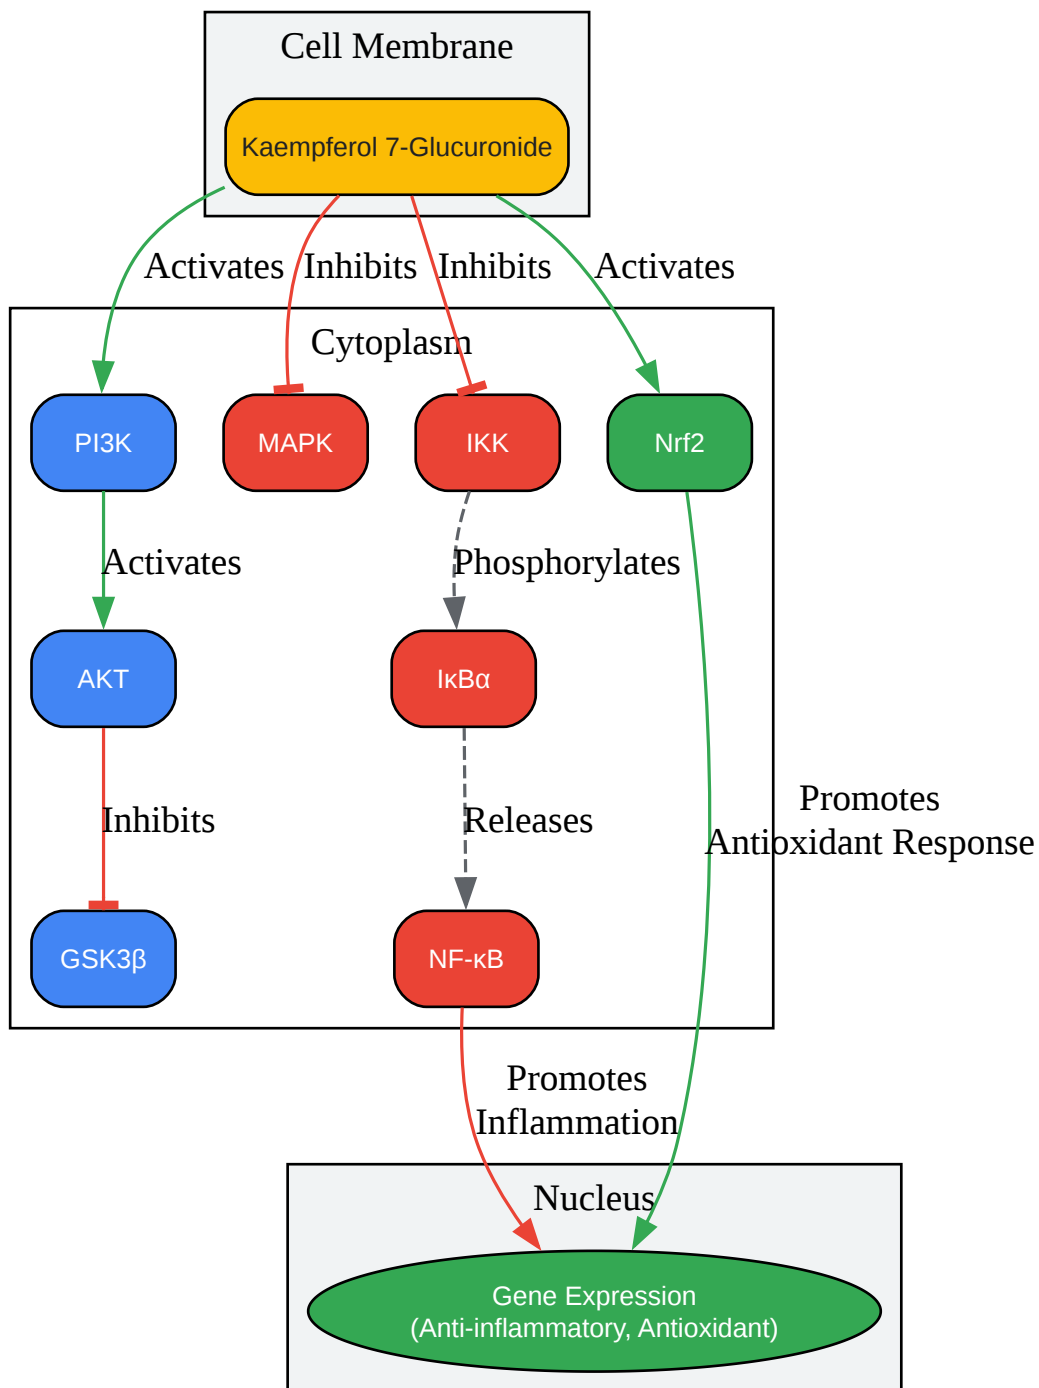 Cell Membrane
Kaempferol 7-Glucuronide
Activates
Inhibits
Inhibits
Activates
Cytoplasm
PI3K
MAPK
IKK
Nrf2
Activates
Phosphorylates
AKT
IκBα
Inhibits
Releases
Promotes
Antioxidant Response
GSK3β
NF-κB
Promotes
Inflammation
Nucleus
Gene Expression
(Anti-inflammatory, Antioxidant)